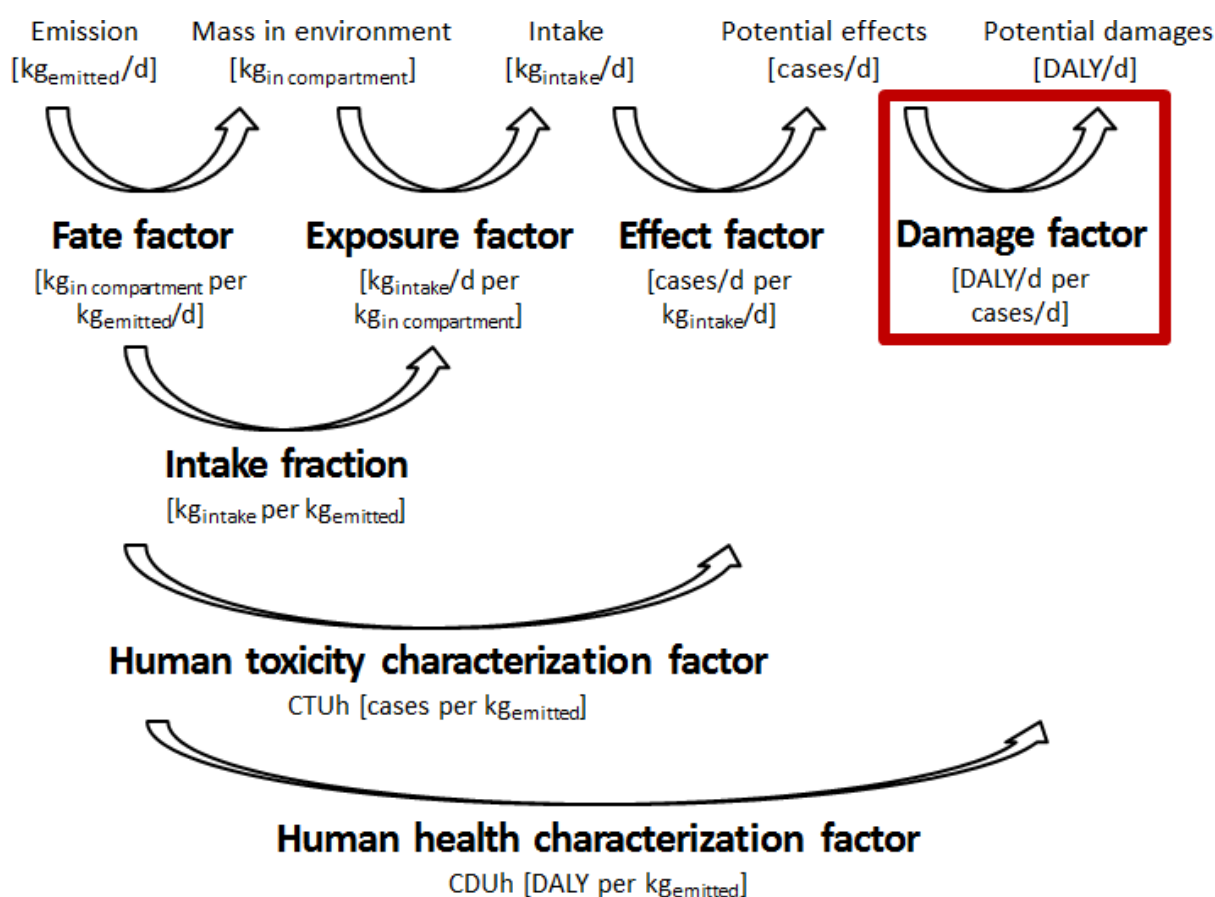 Emission Mass in environment Intake Potential effects Potential damages
[kgemitted/d] [kgin compartment] [kgintake/d] [cases/d] [DALY/d]
Fate factor Exposure factor Effect factor Damage factor
[kgin compartment per [kgintake/d per [cases/d per [DALY/d per
kgemitted/d] kgin compartment] kgintake/d] cases/d]
Intake fraction
[kgintake per kgemitted]
Human toxicity characterization factor
CTUh [cases per kgemitted]
Human health characterization factor
CDUh [DALY per kgemitted]